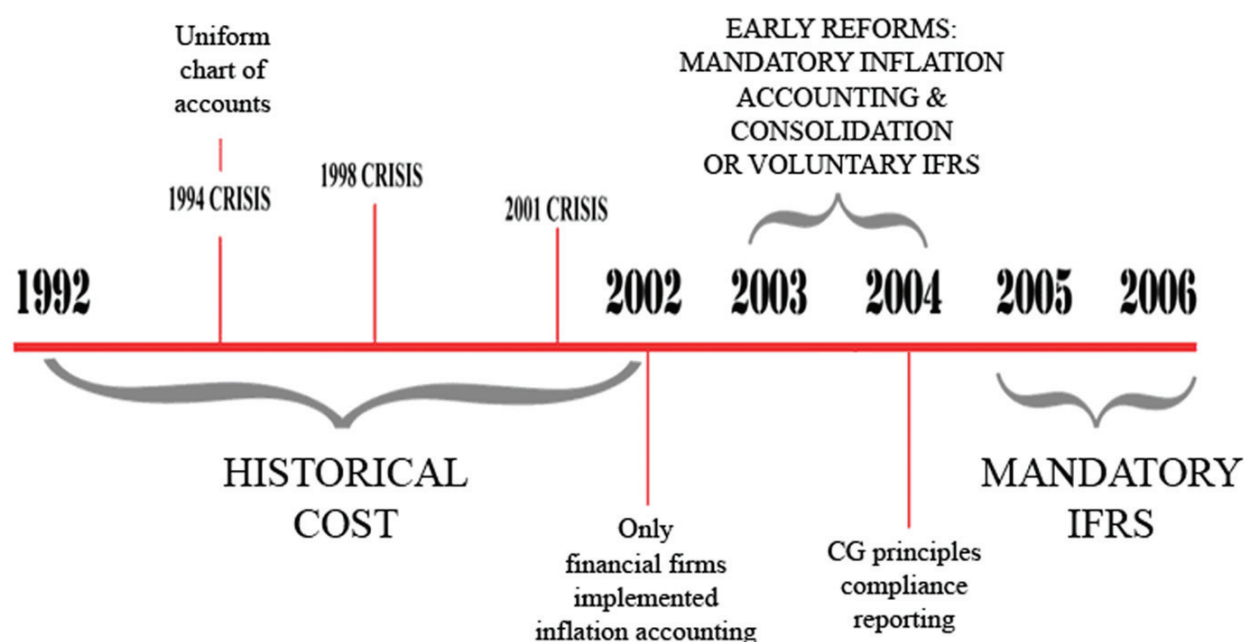 Uniform
chart of
accounts
EARLY REFORMS:
MANDATORY INFLATION
ACCOUNTING &
CONSOLIDATION
OR VOLUNTARY IFRS
1994 CRISIS
1998 CRISIS
2001 CRISIS
1992
2002
2003
2004
2005
2006
HISTORICAL
COST
MANDATORY
IFRS
Only
financial firms
implemented
inflation accounting
CG principles
compliance
reporting